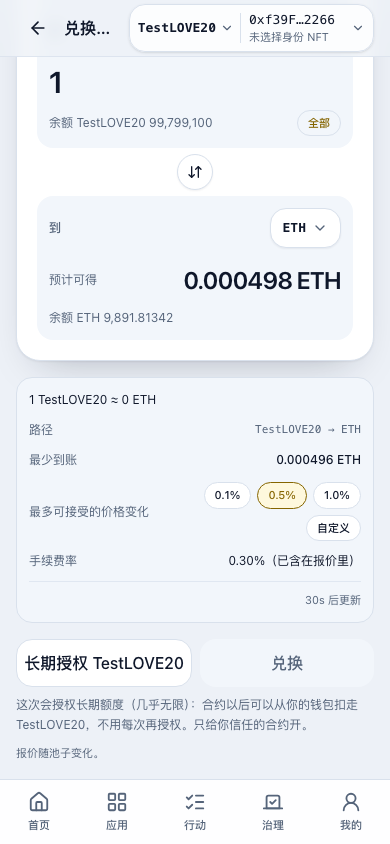 兑换...
TestLOVE20
0xf39F…2266
未选择身份 NFT
1
余额 TestLOVE20 99,799,100
全部
到
ETH
预计可得
0.000498 ETH
余额 ETH 9,891.81342
1 TestLOVE20 ≈ 0 ETH
路径
TestLOVE20 → ETH
最少到账
0.000496 ETH
最多可接受的价格变化
0.1%
0.5%
1.0%
自定义
手续费率
0.30%（已含在报价里）
30s 后更新
长期授权 TestLOVE20
兑换
这次会授权长期额度（几乎无限）：合约以后可以从你的钱包扣走
TestLOVE20，不用每次再授权。只给你信任的合约开。
报价随池子变化。
首页
应用
行动
治理
我的